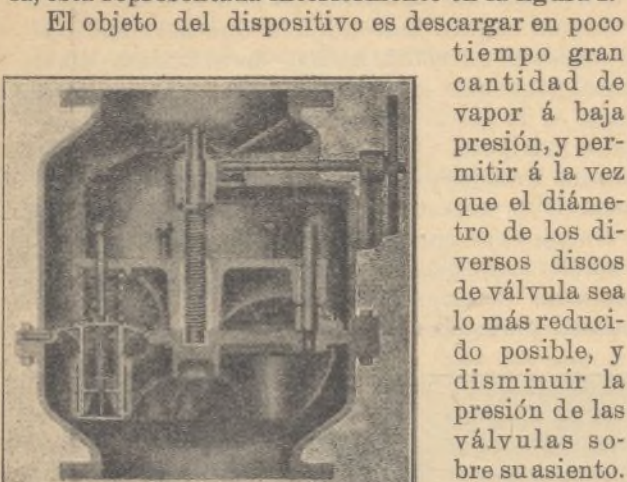 El objeto del dispositivo es descargar en poco
tiempo gran
cantidad de
vapor á baja
presión, y per-
mitir á la vez
que el diáme-
tro de los di-
versos discos
de válvula sea
lo más reduci-
do posible, y
disminuir la
presión de las
válvulas so-
bre su asiento.